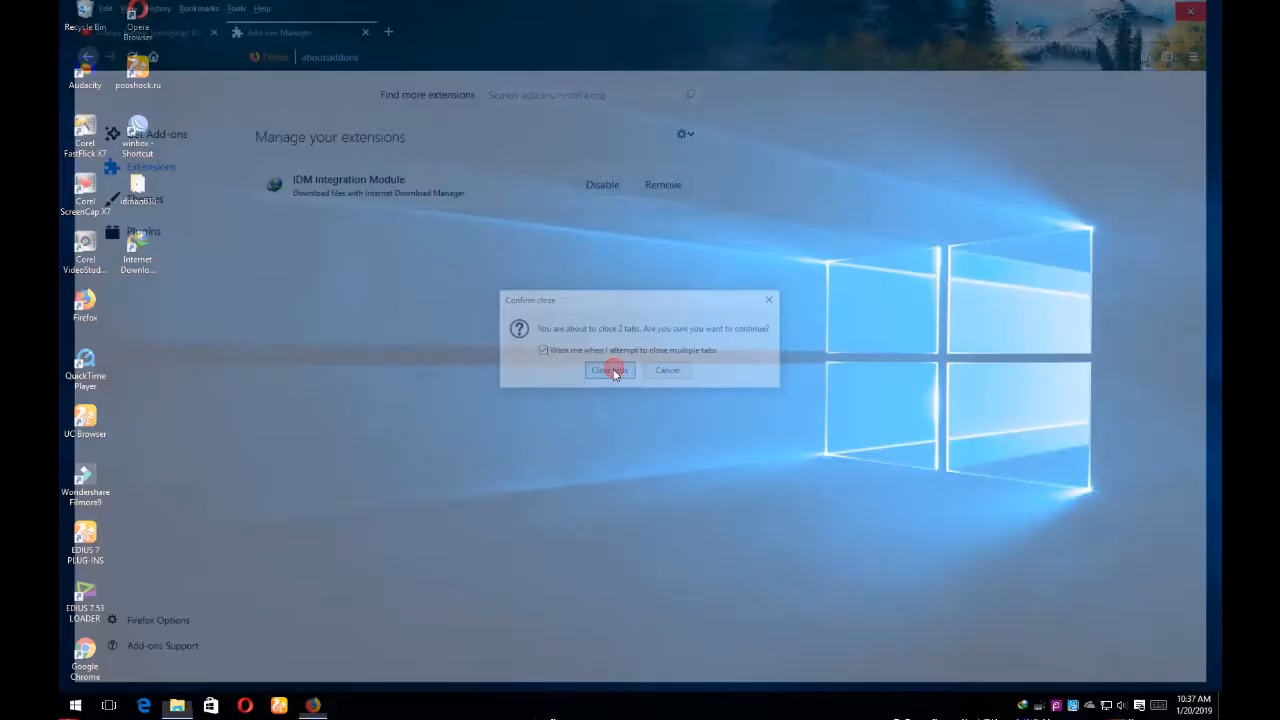 Edit
History
Bookmarks
Tools
Help
Add-ons Manager
Firefox
about:addons
Find more extensions
Search addons.mozilla.org
Get Add-ons
Extensions
Themes
Plugins
Manage your extensions
IDM Integration Module
Download files with Internet Download Manager
Disable
Remove
Confirm close
You are about to close 2 tabs. Are you sure you want to continue?
Warn me when I attempt to close multiple tabs
Close tabs
Cancel
Firefox Options
Add-ons Support
Recycle Bin
Opera
Browser
Audacity
pooshock.ru
Corel
FastFlick X7
winbox -
Shortcut
Corel
ScreenCap X7
Corel
VideoStud...
Internet
Downlo...
Firefox
QuickTime
Player
UC Browser
Wondershare
Filmora9
EDIUS 7
PLUG-INS
EDIUS 7.53
LOADER
Google
Chrome
10:37 AM
1/20/2019